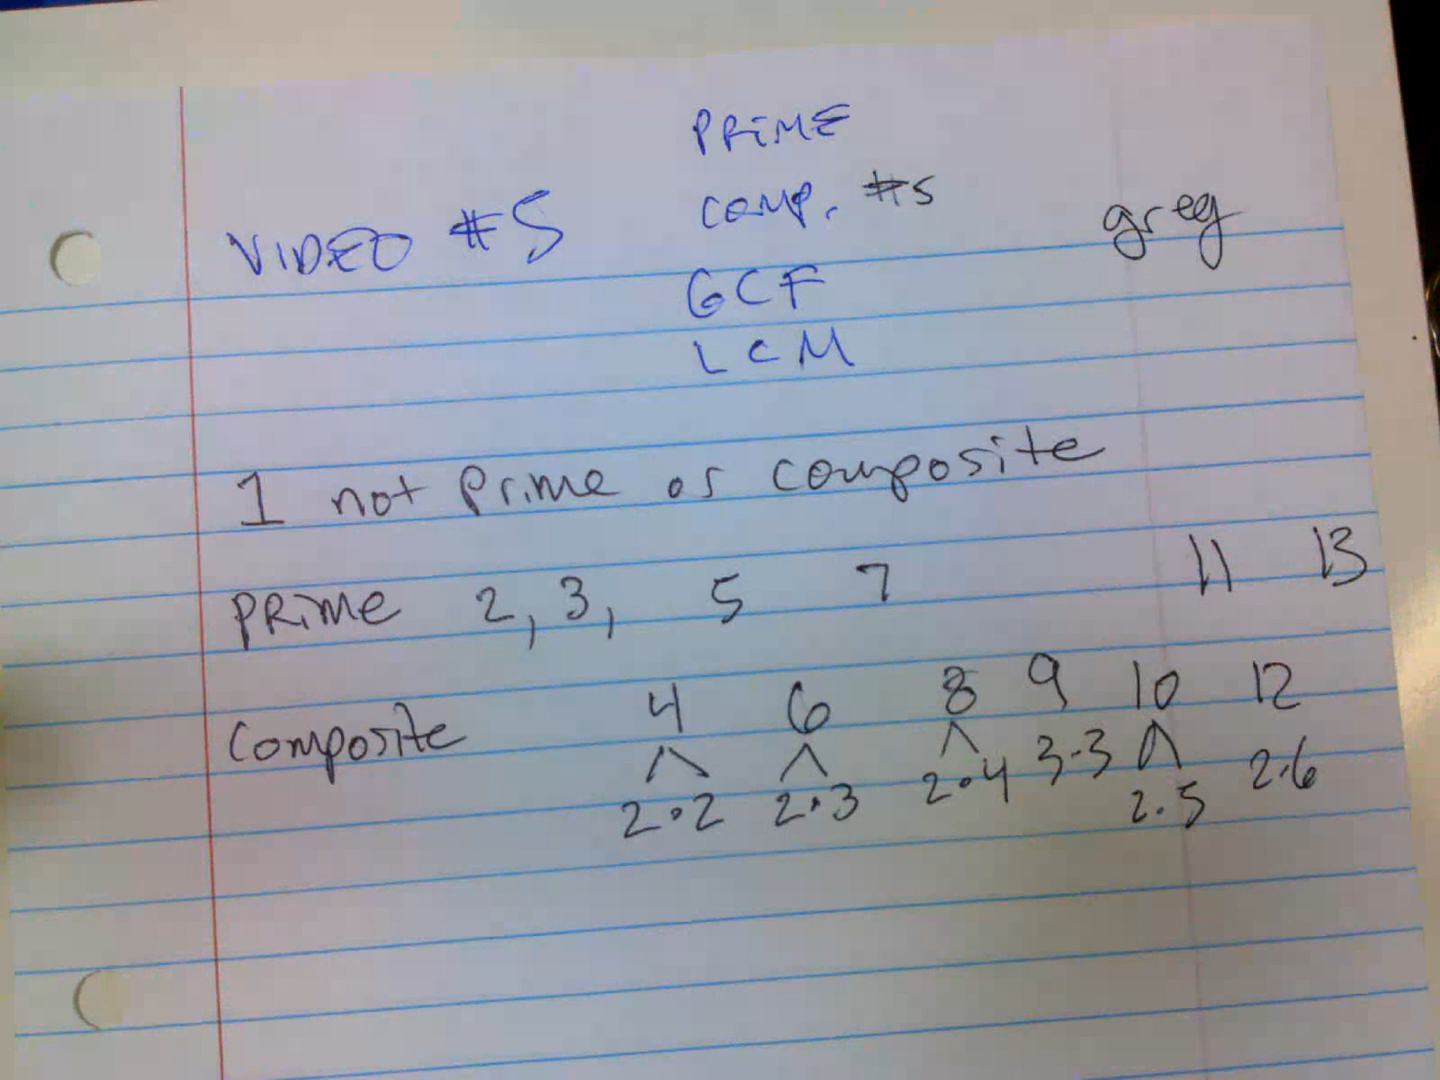 PRIME
VIDEO #5 COMP. #s greg
GCF
LCM
1 not Prime or composite
PRIME 2, 3, 5 7 11 13
Composite 4 6 8 9 10 12
2·2 2·3 2·4 3·3 2·5 2·6